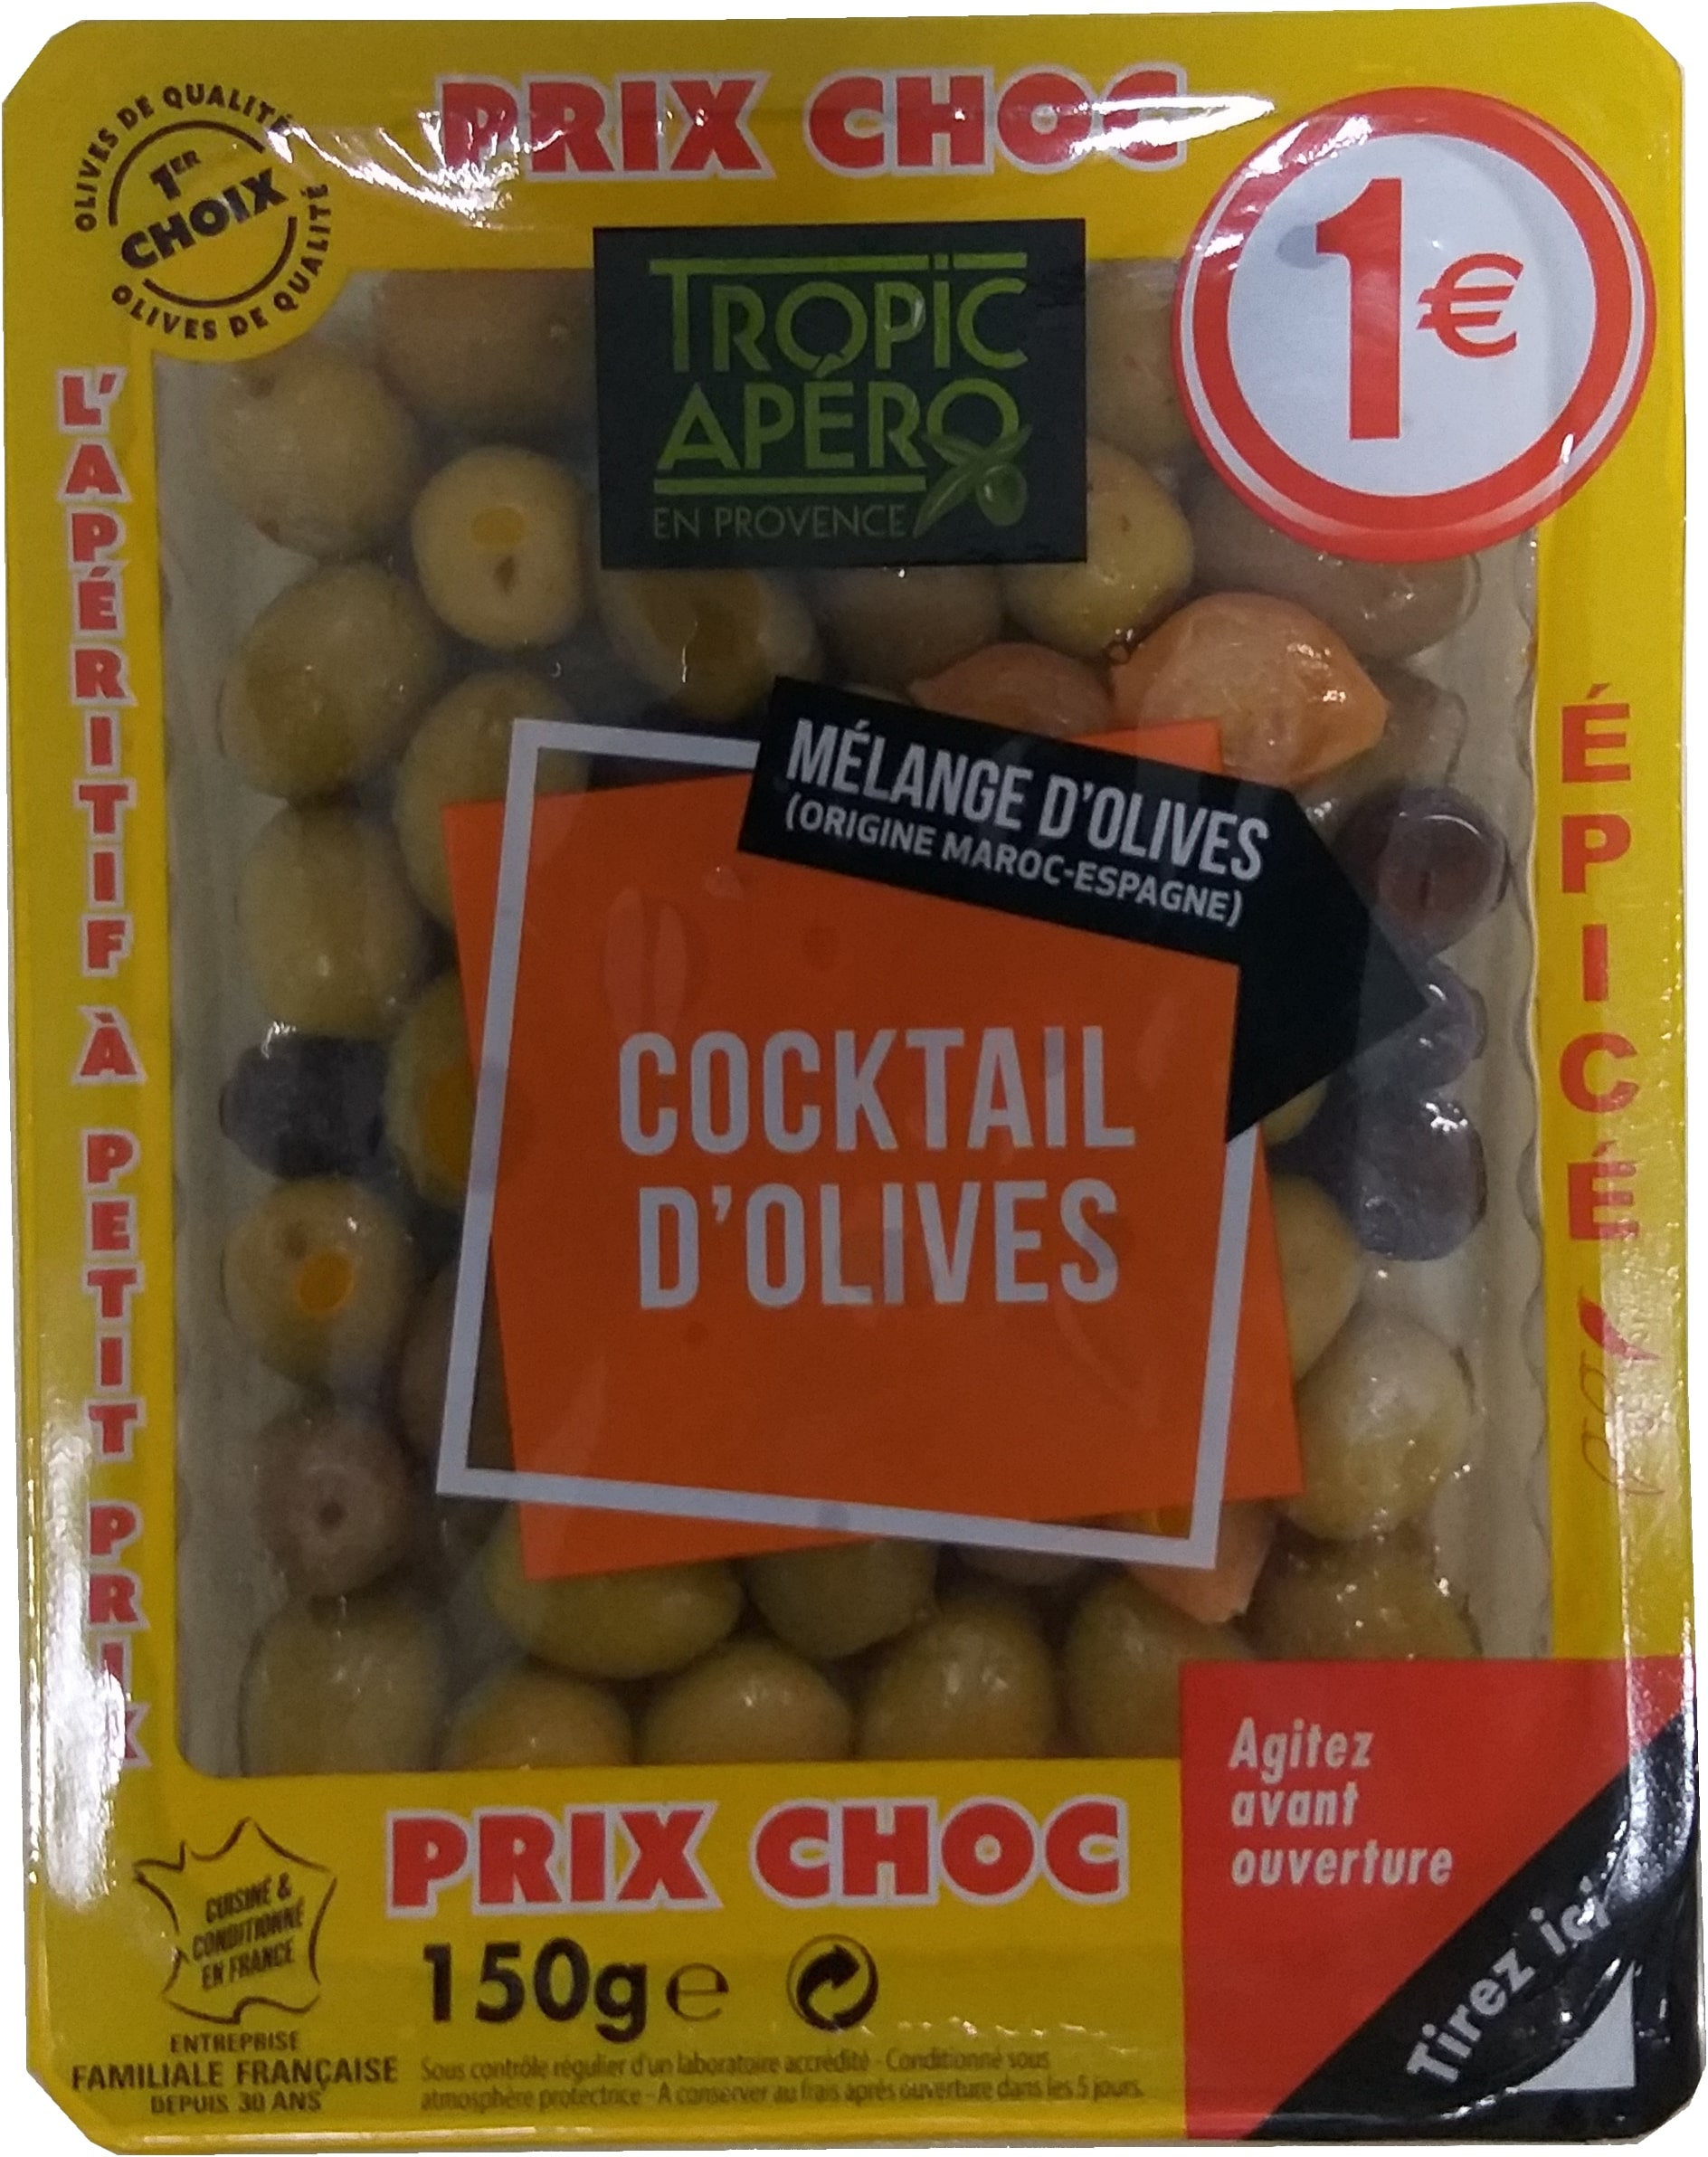 PRIX CHOC
OLIVES DE QUALITÉ
1ER
CHOIX
OLIVES DE QUALITÉ
1€
TROPIC
APÉRO
EN PROVENCE
L'APÉRITIF À PETIT PRIX
MÉLANGE D'OLIVES
(ORIGINE MAROC-ESPAGNE)
COCKTAIL
D'OLIVES
ÉPICÉ
Agitez
avant
ouverture
Tirez ici
PRIX CHOC
150g e
CUISINÉ &
CONDITIONNÉ
EN FRANCE
ENTREPRISE
FAMILIALE FRANÇAISE
DEPUIS 30 ANS
Sous contrôle régulier d'un laboratoire accrédité - Conditionné sous
atmosphère protectrice - A conserver au frais après ouverture dans les 5 jours.